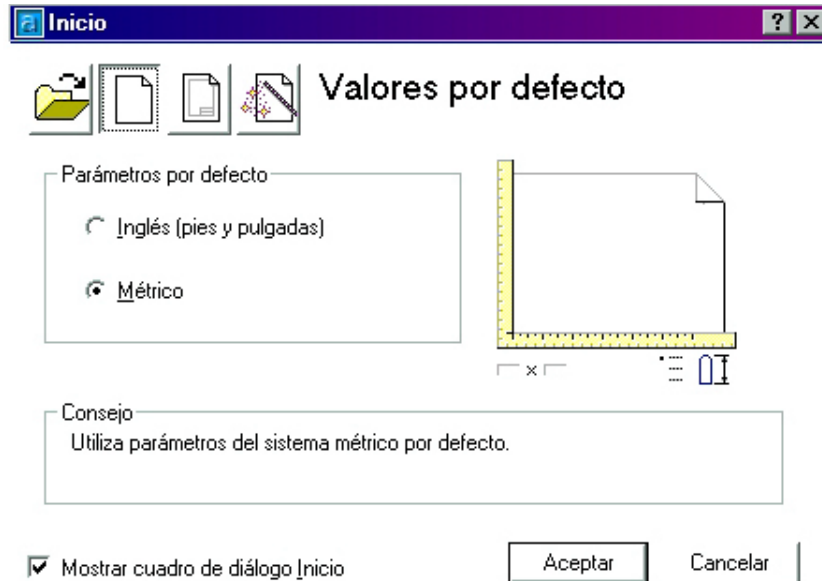 Inicio
Valores por defecto
Parámetros por defecto
Inglés (pies y pulgadas)
Métrico
Consejo
Utiliza parámetros del sistema métrico por defecto.
Mostrar cuadro de diálogo Inicio
Aceptar
Cancelar